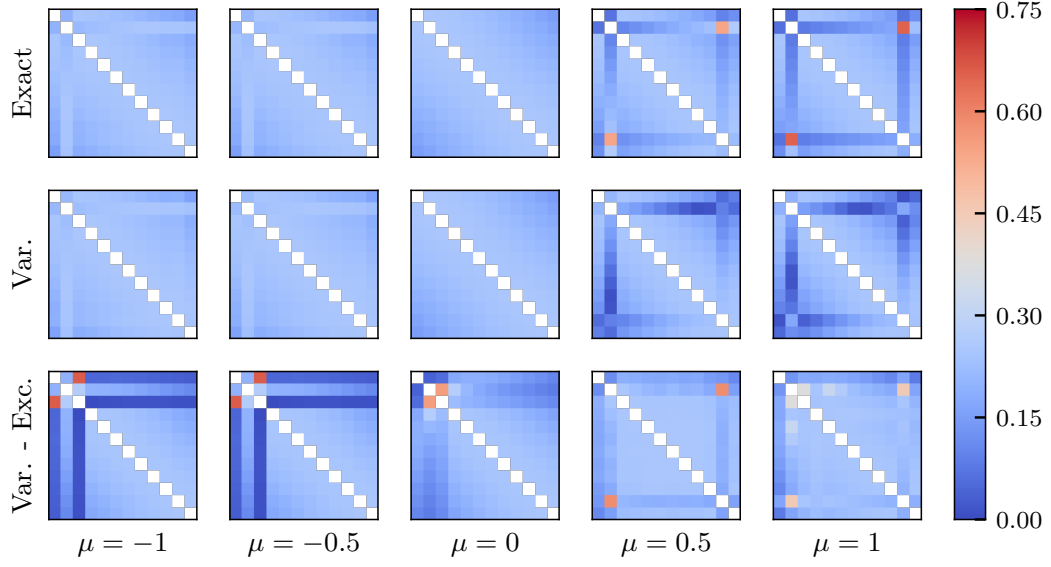 Exact
Var.
Var. - Exc.
μ = −1
μ = −0.5
μ = 0
μ = 0.5
μ = 1
0.75
0.60
0.45
0.30
0.15
0.00